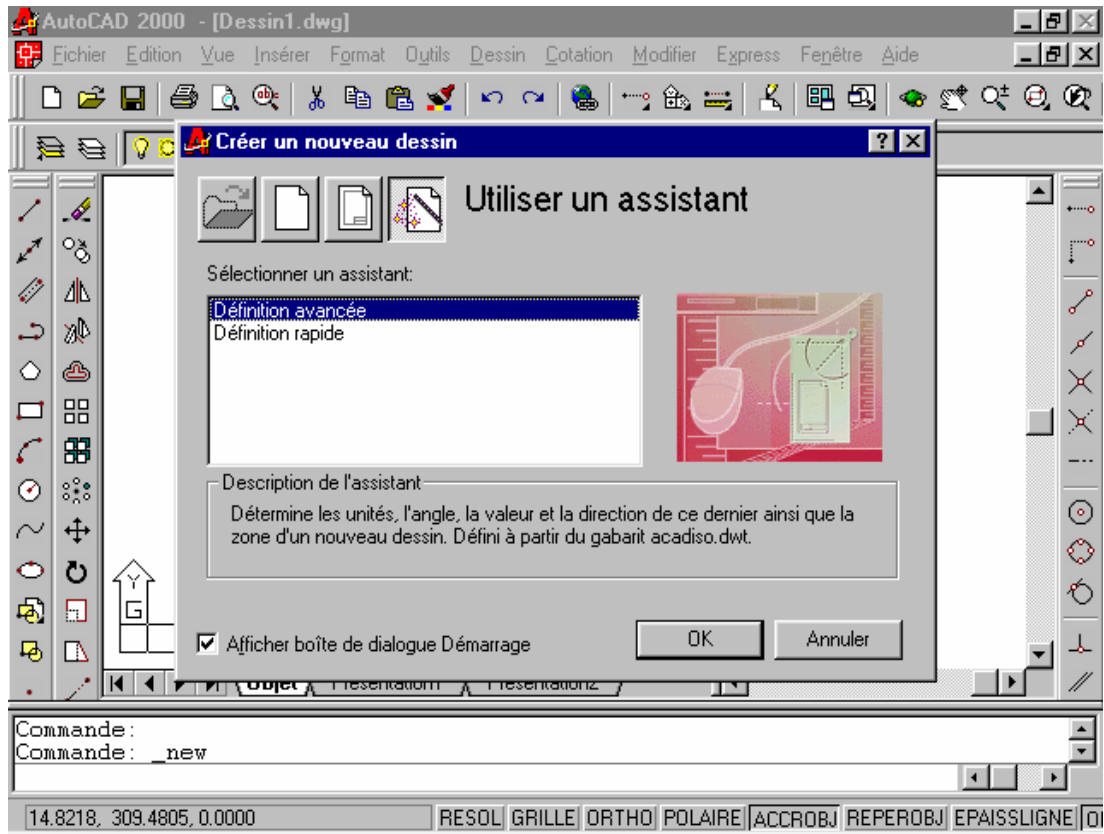 AutoCAD 2000 - [Dessin1.dwg]
Fichier Edition Vue Insérer Format Outils Dessin Cotation Modifier Express Fenêtre Aide
Créer un nouveau dessin
Utiliser un assistant
Sélectionner un assistant:
Définition avancée
Définition rapide
Description de l'assistant
Détermine les unités, l'angle, la valeur et la direction de ce dernier ainsi que la
zone d'un nouveau dessin. Défini à partir du gabarit acadiso.dwt.
Afficher boîte de dialogue Démarrage
OK Annuler
Y
G
Objet Présentation1 Présentation2
Commande:
Commande: _new
14.8218, 309.4805, 0.0000 RESOL GRILLE ORTHO POLAIRE ACCROBJ REPEROBJ EPAISSLIGNE